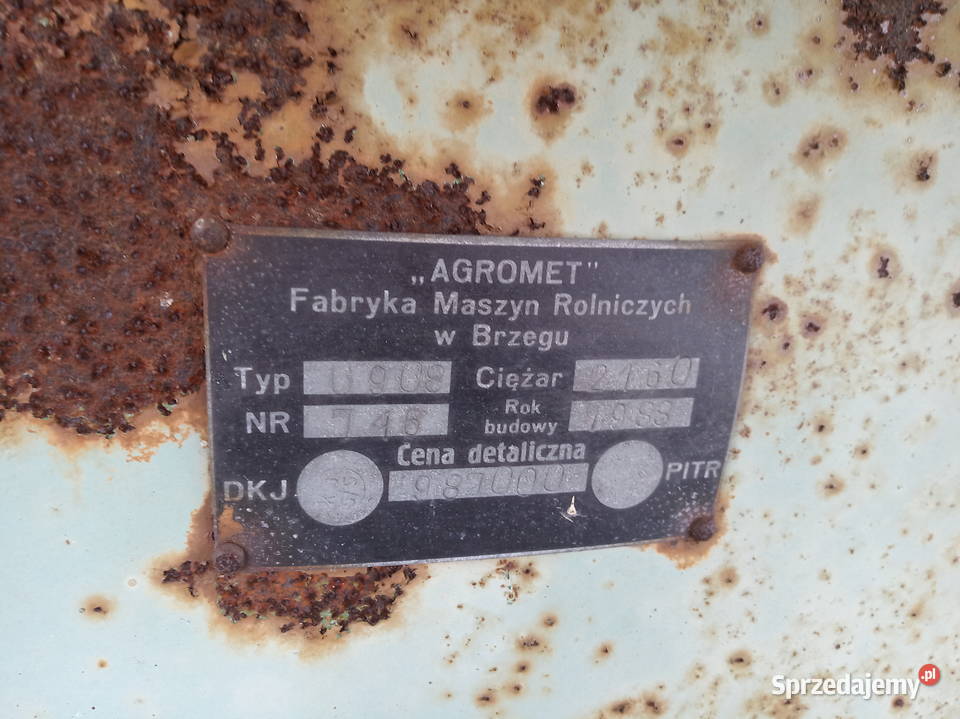 „AGROMET"
Fabryka Maszyn Rolniczych
w Brzegu
Typ U908 Ciężar 2160
NR 746 Rok budowy 1988
Cena detaliczna
DKJ 987000 PITR
Sprzedajemy.pl